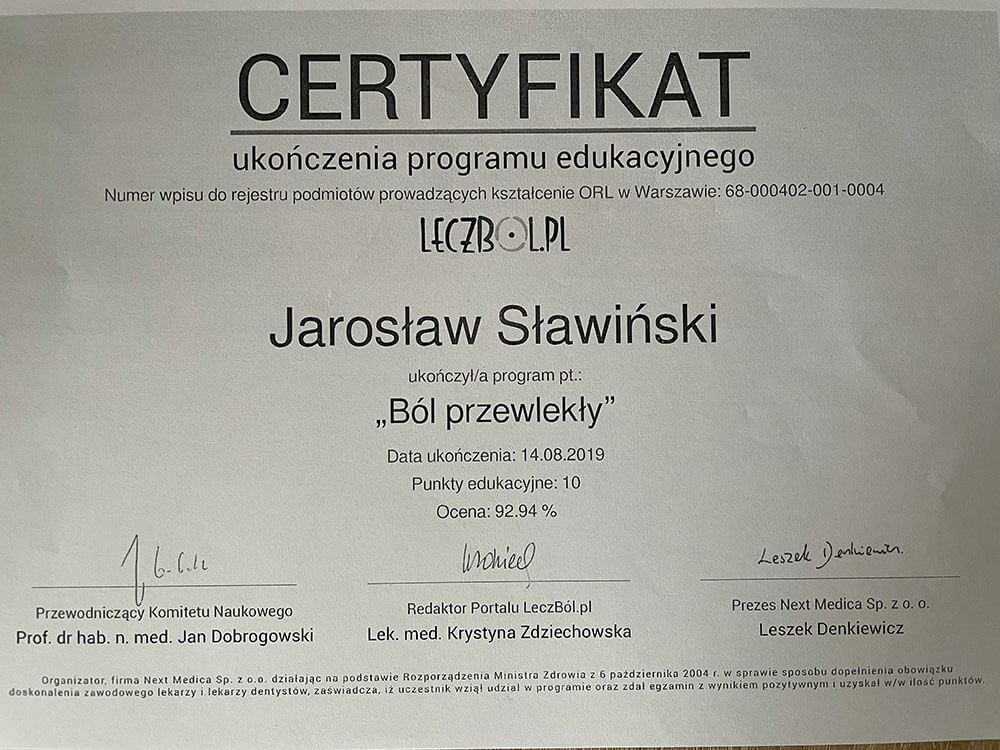 CERTYFIKAT
ukończenia programu edukacyjnego
Numer wpisu do rejestru podmiotów prowadzących kształcenie ORL w Warszawie: 68-000402-001-0004
LECZBOL.PL
Jarosław Sławiński
ukończył/a program pt.:
„Ból przewlekły”
Data ukończenia: 14.08.2019
Punkty edukacyjne: 10
Ocena: 92.94 %
Leszek Denkiewicz
Przewodniczący Komitetu Naukowego
Prof. dr hab. n. med. Jan Dobrogowski
Redaktor Portalu LeczBól.pl
Lek. med. Krystyna Zdziechowska
Prezes Next Medica Sp. z o. o.
Leszek Denkiewicz
Organizator, firma Next Medica Sp. z o.o. działając na podstawie Rozporządzenia Ministra Zdrowia z 6 października 2004 r. w sprawie sposobu dopełnienia obowiązku
doskonalenia zawodowego lekarzy i lekarzy dentystów, zaświadcza, iż uczestnik wziął udział w programie oraz zdał egzamin z wynikiem pozytywnym i uzyskał w/w ilość punktów.